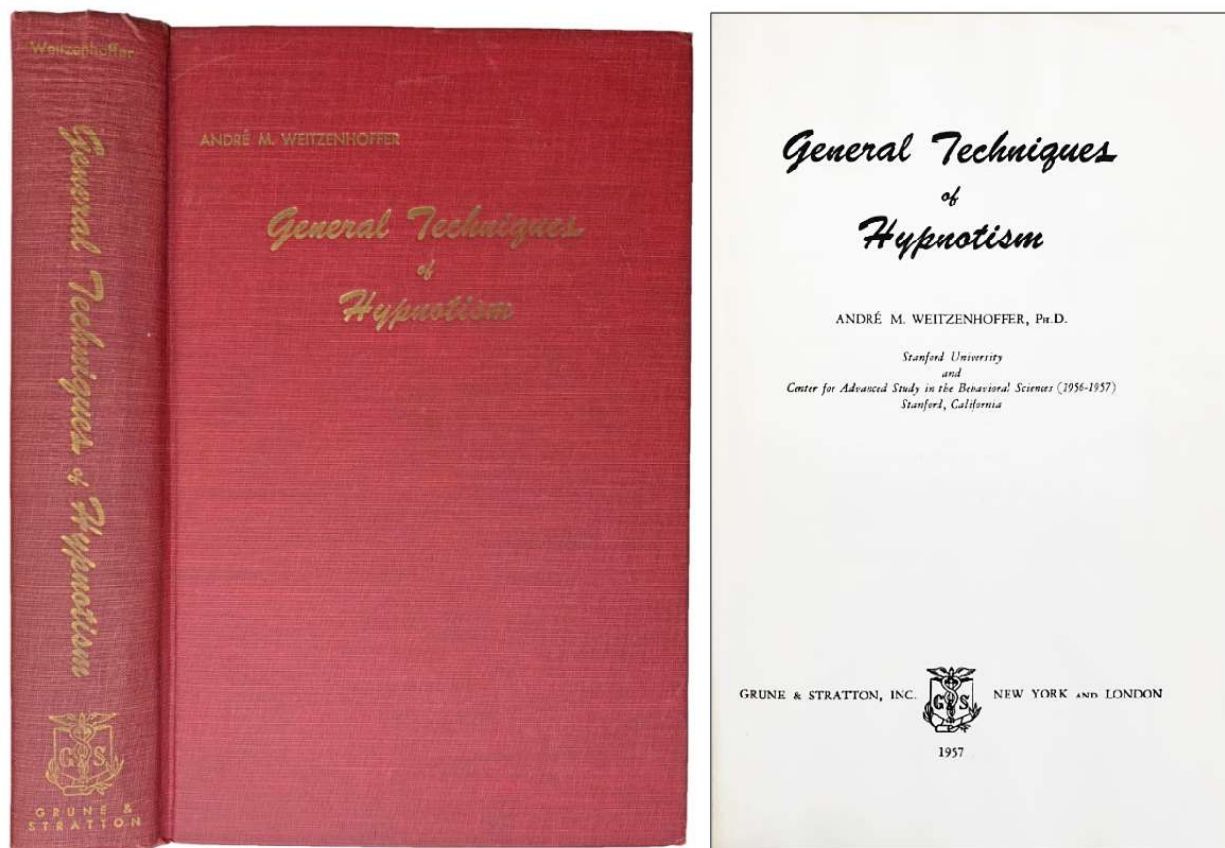 Weitzenhoffer
General Techniques of Hypnotism
G S
GRUNE &
STRATTON
ANDRÉ M. WEITZENHOFFER
General Techniques
of
Hypnotism
General Techniques
of
Hypnotism
ANDRÉ M. WEITZENHOFFER, PH.D.
Stanford University
and
Center for Advanced Study in the Behavioral Sciences (1956-1957)
Stanford, California
GRUNE & STRATTON, INC. G S NEW YORK AND LONDON
1957